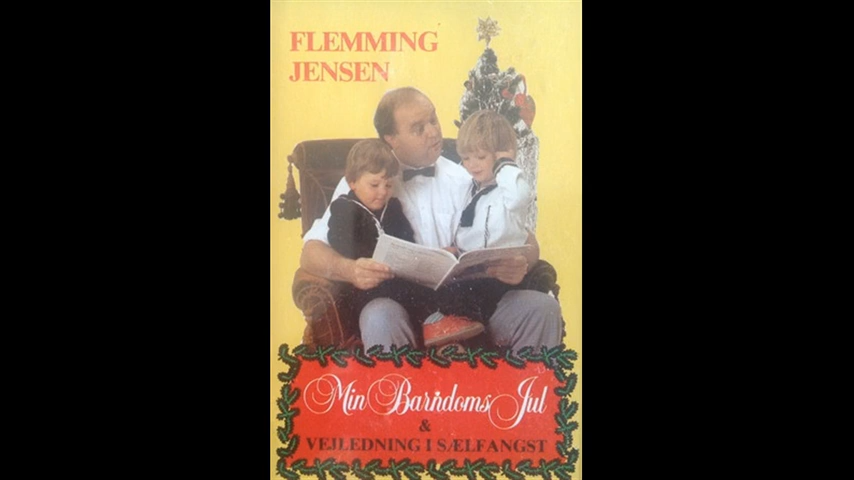 FLEMMING
JENSEN
Min Barndoms Jul
&
VEJLEDNING I SÆLFANGST